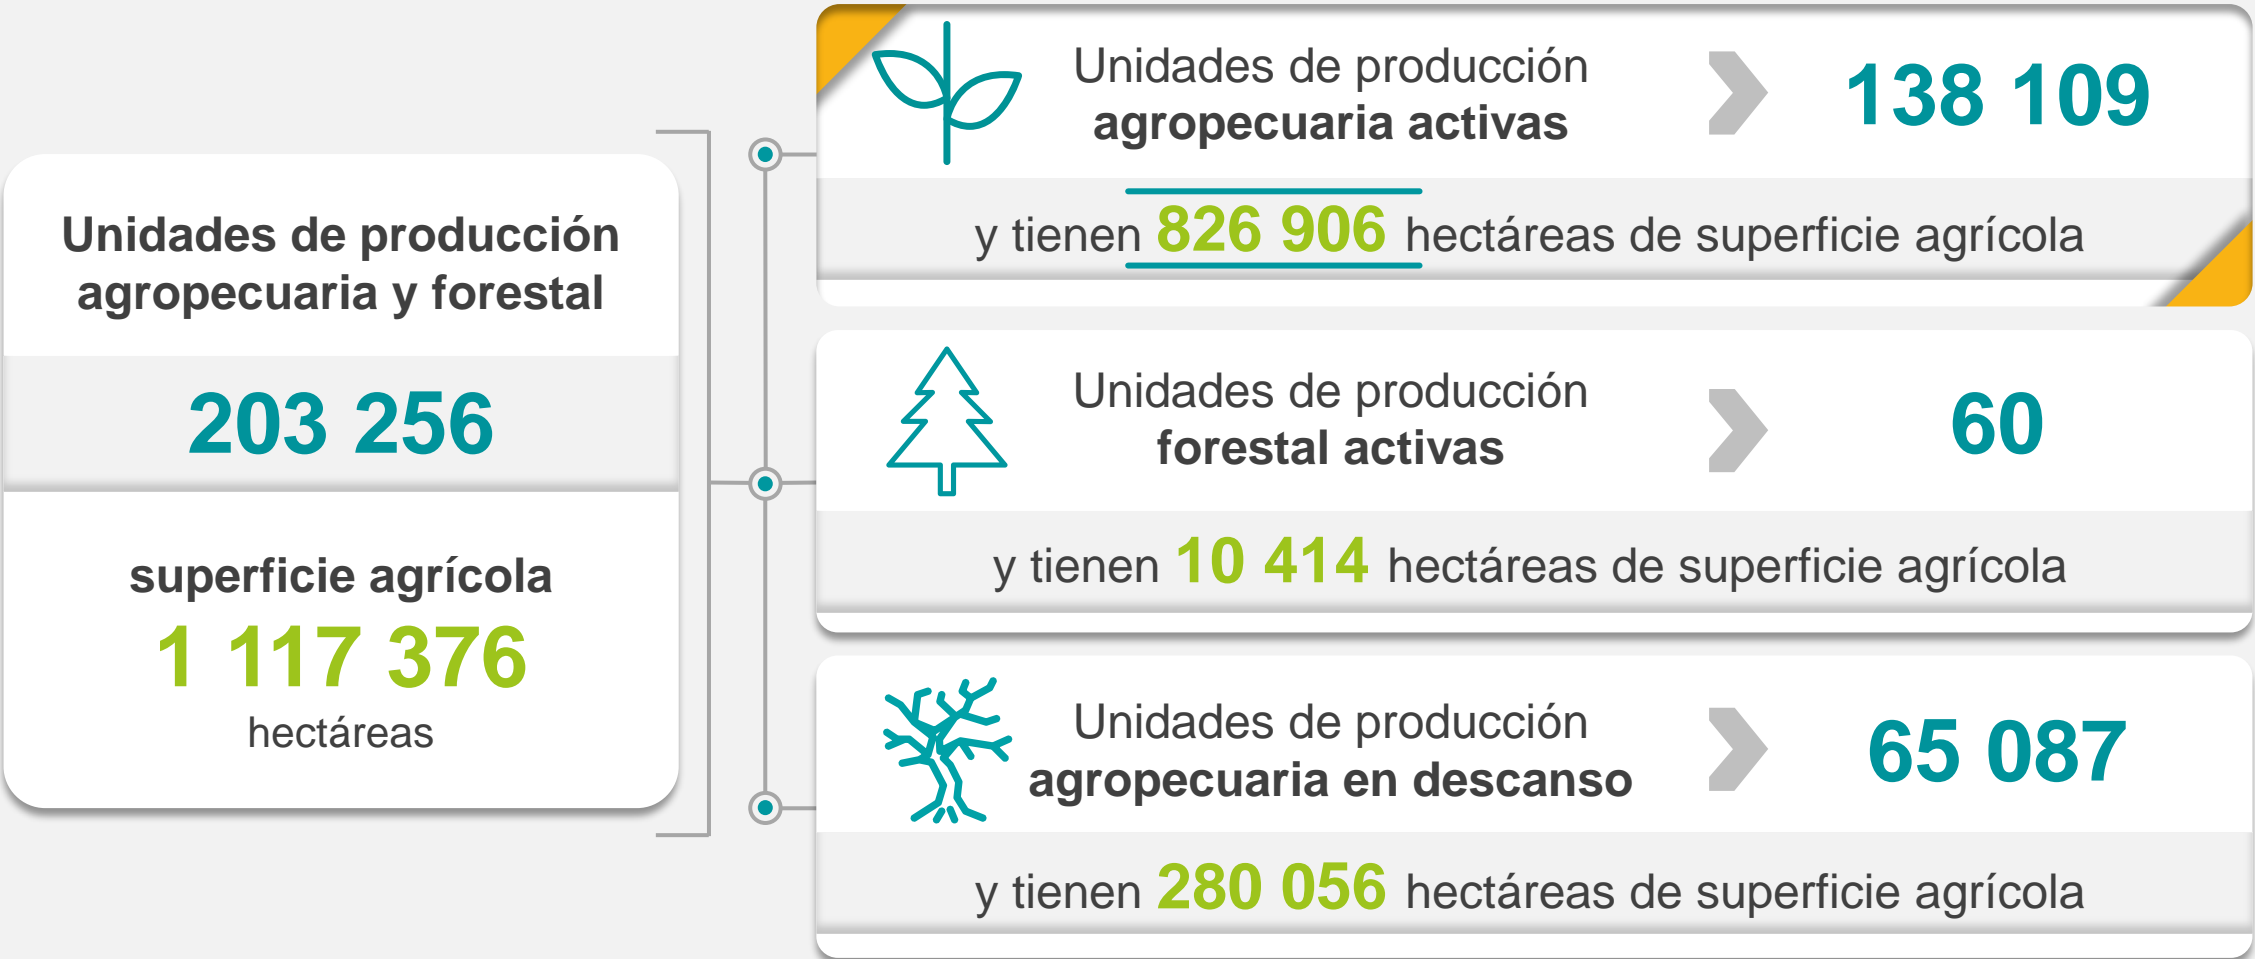 Unidades de producción
agropecuaria y forestal
203 256
superficie agrícola
1 117 376
hectáreas
Unidades de producción
agropecuaria activas
138 109
y tienen 826 906 hectáreas de superficie agrícola
Unidades de producción
forestal activas
60
y tienen 10 414 hectáreas de superficie agrícola
Unidades de producción
agropecuaria en descanso
65 087
y tienen 280 056 hectáreas de superficie agrícola